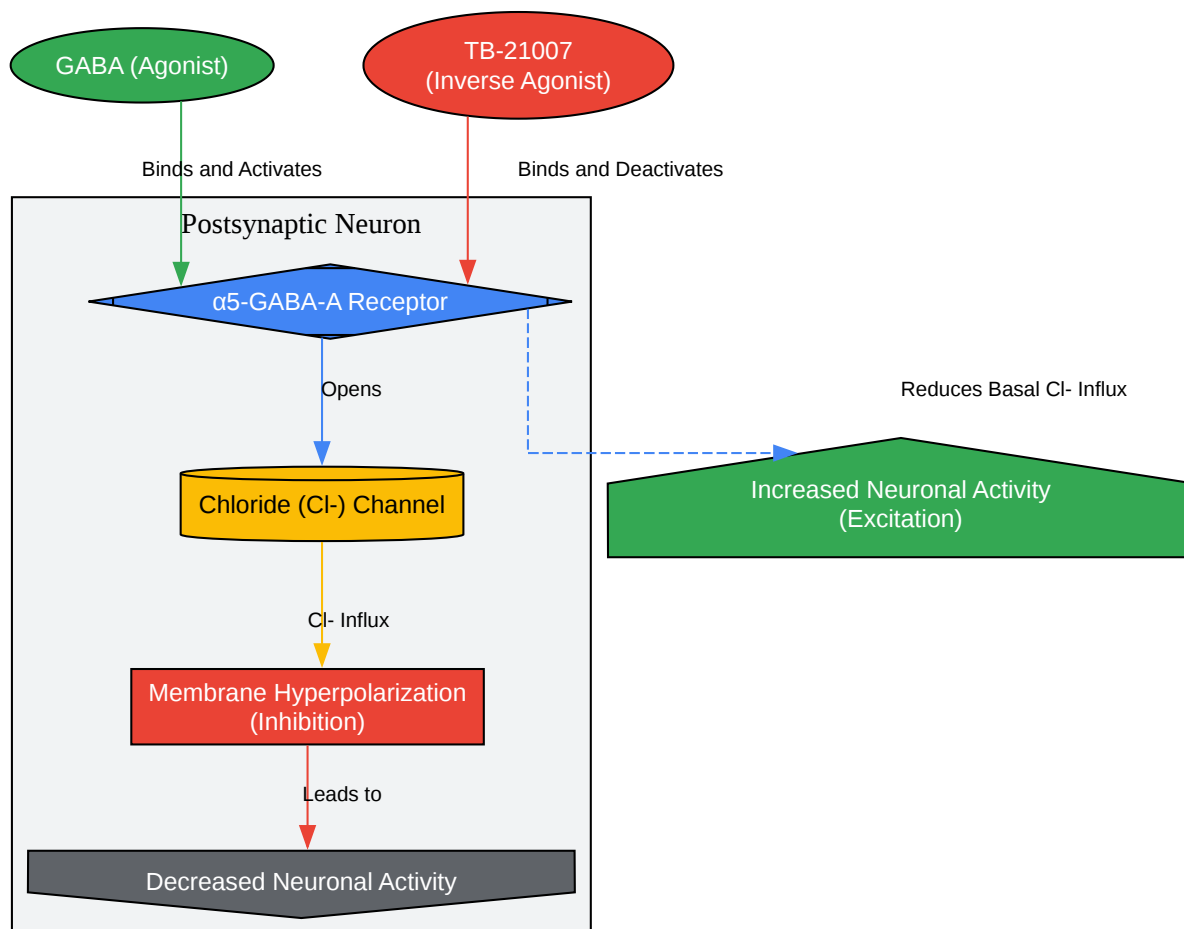 GABA (Agonist)
TB-21007
(Inverse Agonist)
Binds and Activates
Binds and Deactivates
Postsynaptic Neuron
α5-GABA-A Receptor
Opens
Reduces Basal Cl- Influx
Chloride (Cl-) Channel
Increased Neuronal Activity
(Excitation)
Cl- Influx
Membrane Hyperpolarization
(Inhibition)
Leads to
Decreased Neuronal Activity